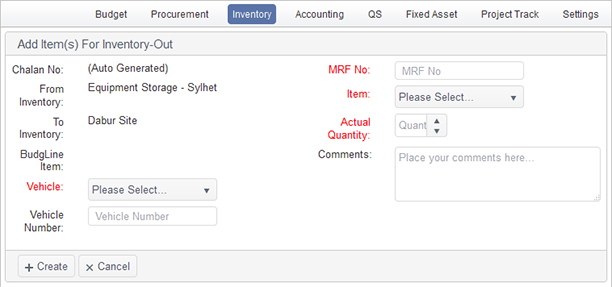 Budget Procurement Inventory Accounting QS Fixed Asset Project Track Settings
Add Item(s) For Inventory-Out
Chalan No: (Auto Generated)
From Inventory: Equipment Storage - Sylhet
To Inventory: Dabur Site
BudgLine Item:
Vehicle: Please Select...
Vehicle Number: Vehicle Number
MRF No: MRF No
Item: Please Select...
Actual Quantity: Quant
Comments: Place your comments here...
+ Create × Cancel